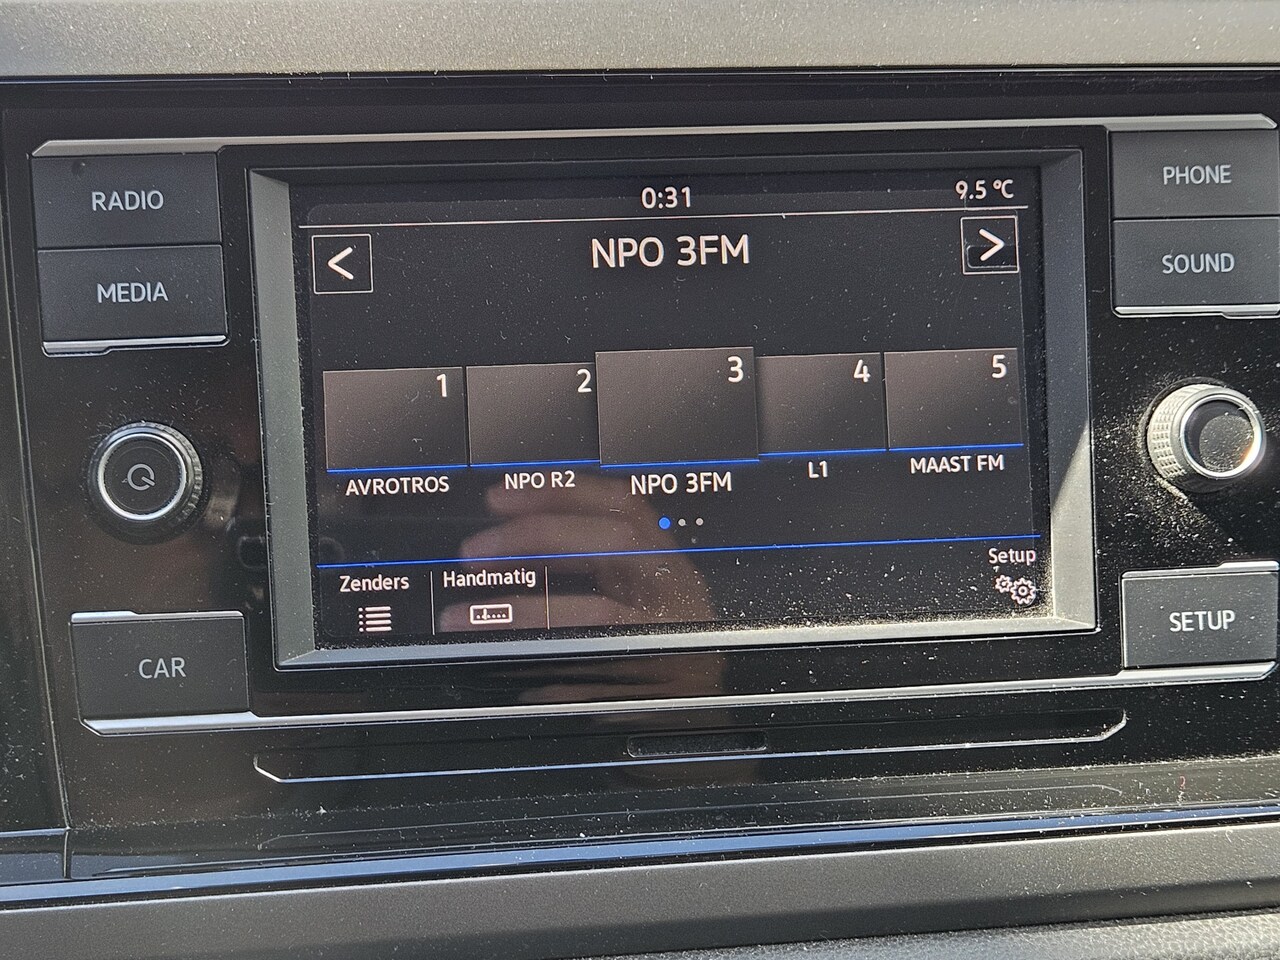 RADIO
MEDIA
CAR
0:31
9.5 °C
<
NPO 3FM
>
1
2
3
4
5
AVROTROS
NPO R2
NPO 3FM
L1
MAAST FM
Zenders
Handmatig
Setup
PHONE
SOUND
SETUP